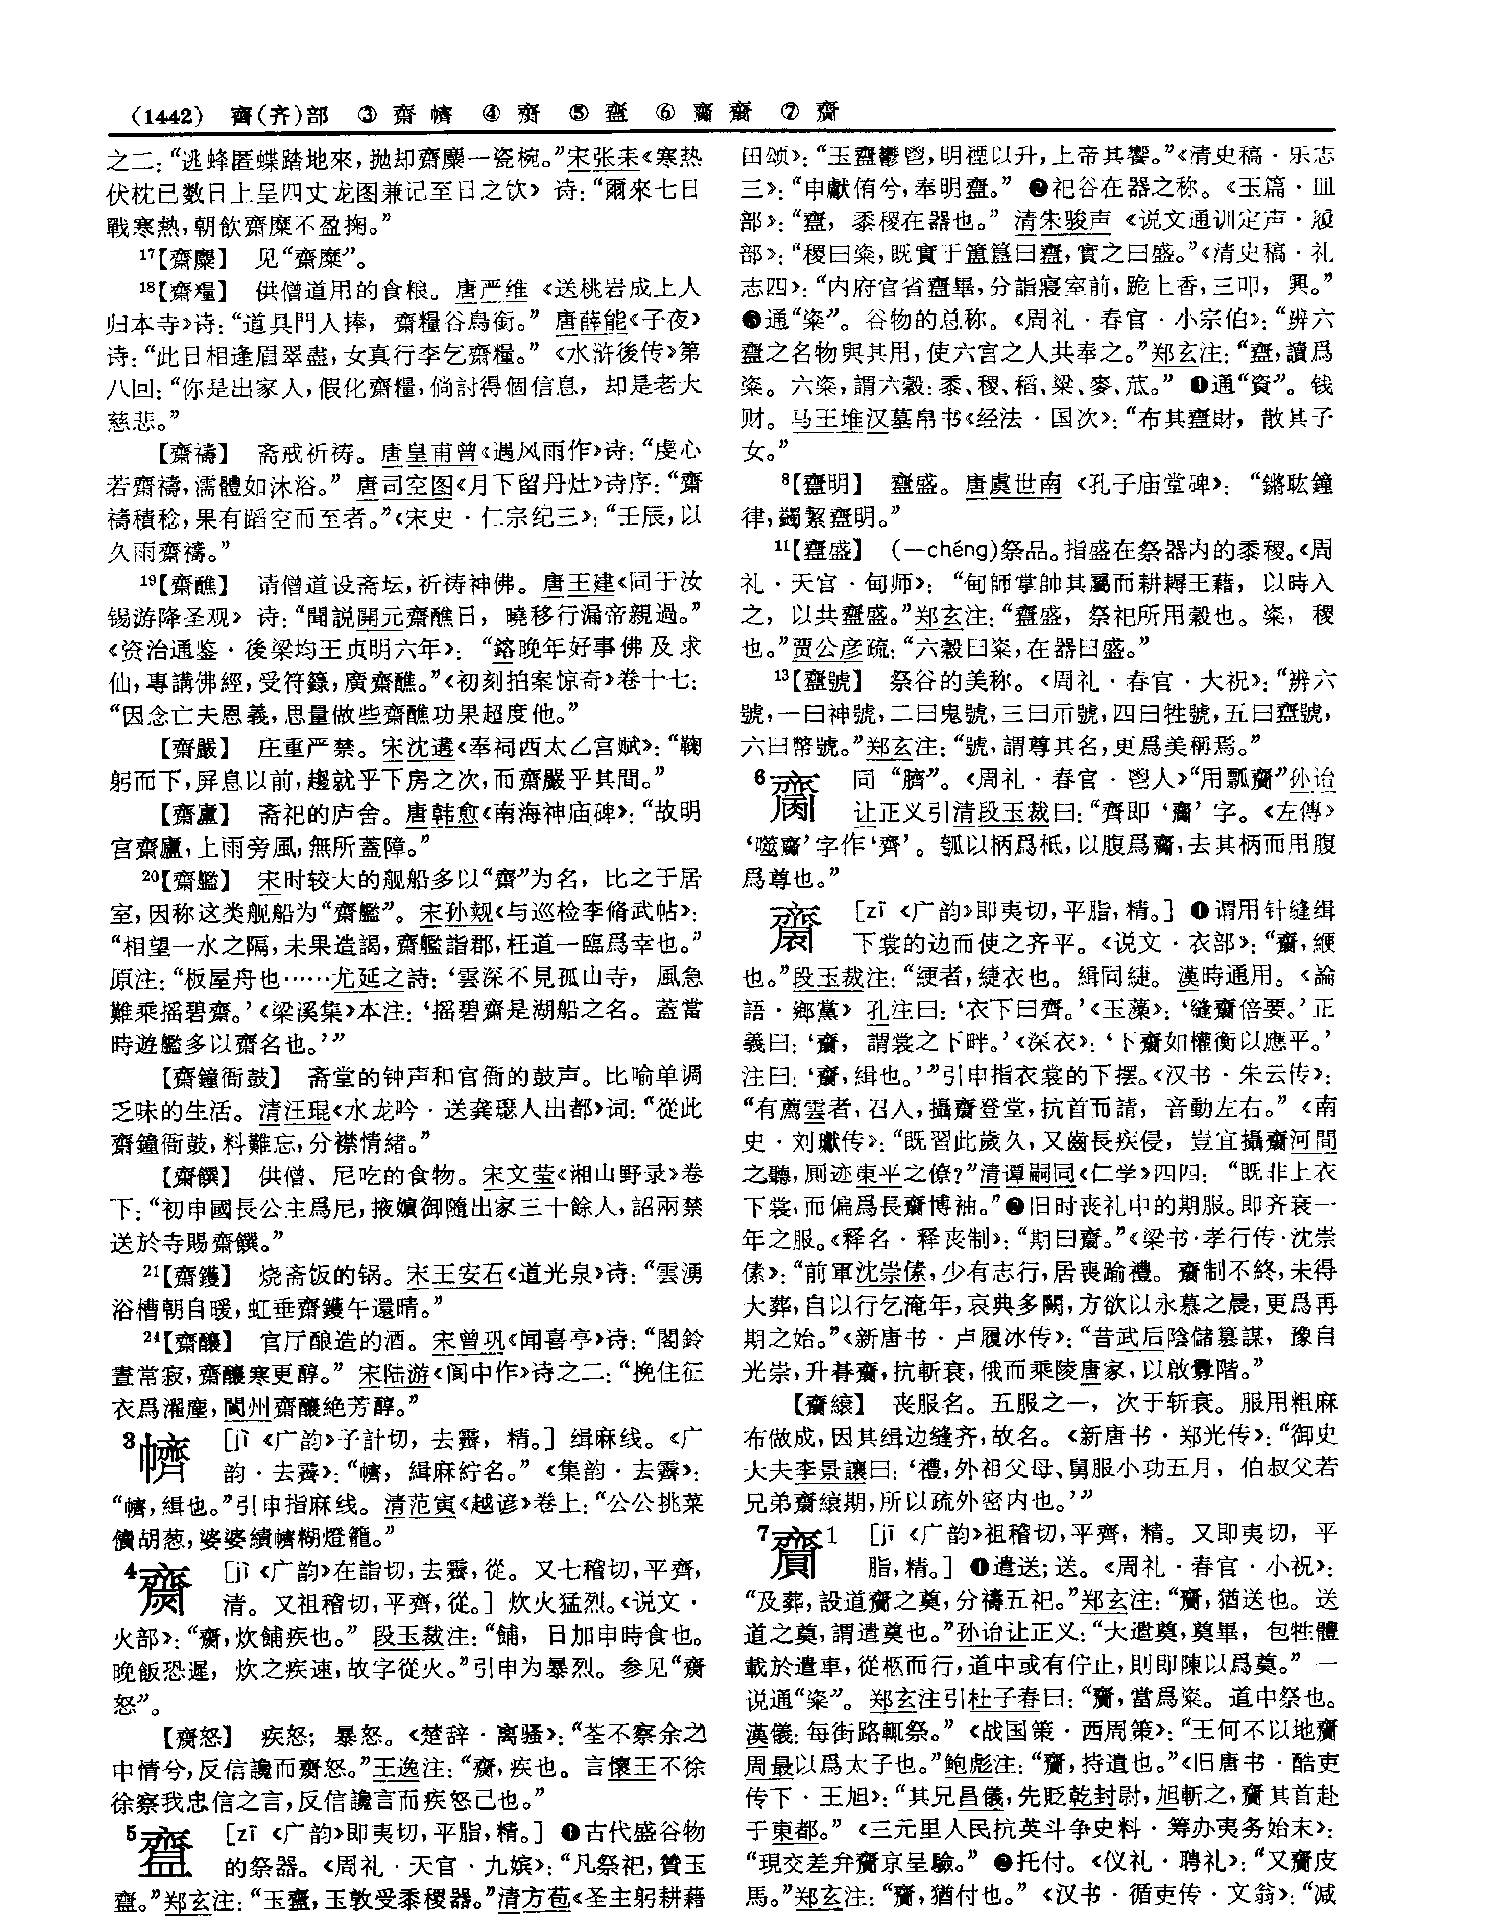 (1442) 齊(齐)部 ③齋 㡭 ④齌 ⑤齍 ⑥𪗆 齌 ⑦齎
之二：“逃蜂匿蝶踏地來，抛却齋麋一瓷椀。”宋张耒《寒热
伏枕已数日上呈四丈龙图兼记至日之饮》诗：“爾來七日
戰寒熱，朝飲齋糜不盈掬。”
¹⁷【齋麋】 见“齋糜”。
¹⁸【齋糧】 供僧道用的食粮。唐严维《送桃岩成上人
归本寺》诗：“道具門人捧，齋糧谷鳥銜。”唐薛能《子夜》
诗：“此日相逢眉翠盡，女真行李乞齋糧。”《水浒後传》第
八回：“你是出家人，假化齋糧，倘討得個信息，却是老大
慈悲。”
【齋禱】 斋戒祈祷。唐皇甫曾《遇风雨作》诗：“虔心
若齋禱，濡體如沐浴。”唐司空图《月下留丹灶》诗序：“齋
禱積稔，果有蹈空而至者。”《宋史·仁宗纪三》：“壬辰，以
久雨齋禱。”
¹⁹【齋醮】 请僧道设斋坛，祈祷神佛。唐王建《同于汝
锡游降圣观》诗：“聞説開元齋醮日，曉移行漏帝親過。”
《资治通鉴·後梁均王贞明六年》：“鎔晚年好事佛及求
仙，專講佛經，受符籙，廣齋醮。”《初刻拍案惊奇》卷十七：
“因念亡夫恩義，思量做些齋醮功果超度他。”
【齋嚴】 庄重严禁。宋沈遘《奉祠西太乙宫赋》：“鞠
躬而下，屏息以前，趨就乎下房之次，而齋嚴乎其間。”
【齋廬】 斋祀的庐舍。唐韩愈《南海神庙碑》：“故明
宫齋廬，上雨旁風，無所蓋障。”
²⁰【齋艦】 宋时较大的舰船多以“齋”为名，比之于居
室，因称这类舰船为“齋艦”。宋孙觌《与巡检李脩武帖》：
“相望一水之隔，未果造謁，齋艦詣郡，枉道一臨爲幸也。”
原注：“板屋舟也……尤延之詩：‘雲深不見孤山寺，風急
難乘摇碧齋。’《梁溪集》本注：‘摇碧齋是湖船之名。蓋當
時遊艦多以齋名也。’”
【齋鐘衙鼓】 斋堂的钟声和官衙的鼓声。比喻单调
乏味的生活。清汪琨《水龙吟·送龚瑟人出都》词：“從此
齋鐘衙鼓，料難忘，分襟情緒。”
【齋饌】 供僧、尼吃的食物。宋文莹《湘山野录》卷
下：“初申國長公主爲尼，掖嬪御隨出家三十餘人，詔兩禁
送於寺賜齋饌。”
²¹【齋鑊】 烧斋饭的锅。宋王安石《道光泉》诗：“雲湧
浴槽朝自暖，虹垂齋鑊午還晴。”
²⁴【齋釀】 官厅酿造的酒。宋曾巩《闻喜亭》诗：“閣鈴
晝常寂，齋釀寒更醇。”宋陆游《阆中作》诗之二：“挽住征
衣爲濯塵，閬州齋釀絶芳醇。”
3 㡭 [jì 《广韵》子計切，去霽，精。] 缉麻线。《广
韵·去霽》：“㡭，緝麻紵名。”《集韵·去霽》：
“㡭，緝也。”引申指麻线。清范寅《越谚》卷上：“公公挑菜
儥胡葱，婆婆績㡭糊燈籠。”
4 齌 [jì《广韵》在詣切，去霽，從。又七稽切，平齊，
清。又祖稽切，平齊，從。] 炊火猛烈。《说文·
火部》：“齌，炊餔疾也。”段玉裁注：“餔，日加申時食也。
晚飯恐遲，炊之疾速，故字從火。”引申为暴烈。参见“齌
怒”。
【齌怒】 疾怒；暴怒。《楚辞·离骚》：“荃不察余之
中情兮，反信讒而齌怒。”王逸注：“齌，疾也。言懷王不徐
徐察我忠信之言，反信讒言而疾怒己也。”
5 齍 [zī 《广韵》即夷切，平脂，精。] ❶古代盛谷物
的祭器。《周礼·天官·九嫔》：“凡祭祀，贊玉
齍。”郑玄注：“玉齍，玉敦受黍稷器。”清方苞《圣主躬耕藉
田颂》：“玉齍鬱鬯，明禋以升，上帝其饗。”《清史稿·乐志
三》：“申獻侑兮，奉明齍。” ❷祀谷在器之称。《玉篇·皿
部》：“齍，黍稷在器也。”清朱骏声《说文通训定声·履
部》：“稷曰粢，既實于簠簋曰齍，實之曰盛。”《清史稿·礼
志四》：“内府官省齍畢，分詣寢室前，跪上香，三叩，興。”
❸通“粢”。谷物的总称。《周礼·春官·小宗伯》：“辨六
齍之名物與其用，使六宫之人共奉之。”郑玄注：“齍，讀爲
粢。六粢，謂六穀：黍、稷、稻、粱、麥、苽。” ❹通“資”。钱
财。马王堆汉墓帛书《经法·国次》：“布其齍財，散其子
女。”
⁸【齍明】 齍盛。唐虞世南《孔子庙堂碑》：“鏘鍧鐘
律，蠲絜齍明。”
¹¹【齍盛】 (—chéng)祭品。指盛在祭器内的黍稷。《周
礼·天官·甸师》：“甸師掌帥其屬而耕耨王藉，以時入
之，以共齍盛。”郑玄注：“齍盛，祭祀所用穀也。粢，稷
也。”贾公彦疏：“六穀曰粢，在器曰盛。”
¹³【齍號】 祭谷的美称。《周礼·春官·大祝》：“辨六
號，一曰神號，二曰鬼號，三曰示號，四曰牲號，五曰齍號，
六曰幣號。”郑玄注：“號，謂尊其名，更爲美稱焉。”
6 𪗆 同“臍”。《周礼·春官·鬯人》“用瓢𪗆”孙诒
让正义引清段玉裁曰：“齊即‘𪗆’字。《左傳》
‘噬𪗆’字作‘齊’。瓠以柄爲柢，以腹爲𪗆，去其柄而用腹
爲尊也。”
齌 [zī 《广韵》即夷切，平脂，精。] ❶谓用针缝缉
下裳的边而使之齐平。《说文·衣部》：“齌，緶
也。”段玉裁注：“緶者，緁衣也。緝同緁。漢時通用。《論
語·鄉黨》孔注曰：‘衣下曰齊。’《玉藻》：‘縫齌倍要。’正
義曰：‘齌，謂裳之下畔。’《深衣》：‘下齌如權衡以應平。’
注曰：‘齌，緝也。’”引申指衣裳的下摆。《汉书·朱云传》：
“有薦雲者，召入，攝齌登堂，抗首而請，音動左右。”《南
史·刘瓛传》：“既習此歲久，又齒長疾侵，豈宜攝齌河間
之聽，厠迹東平之僚？”清谭嗣同《仁学》四四：“既非上衣
下裳，而偏爲長齌博袖。”❷旧时丧礼中的期服。即齐衰一
年之服。《释名·释丧制》：“期曰齌。”《梁书·孝行传·沈崇
傃》：“前軍沈崇傃，少有志行，居喪踰禮。齌制不終，未得
大葬，自以行乞淹年，哀典多闕，方欲以永慕之晨，更爲再
期之始。”《新唐书·卢履冰传》：“昔武后陰儲篡謀，豫自
光崇，升朞齌，抗斬衰，俄而乘陵唐家，以啟釁階。”
【齌縗】 丧服名。五服之一，次于斩衰。服用粗麻
布做成，因其缉边缝齐，故名。《新唐书·郑光传》：“御史
大夫李景讓曰：‘禮，外祖父母、舅服小功五月，伯叔父若
兄弟齌縗期，所以疏外密内也。’”
7 齎1 [jī 《广韵》祖稽切，平齊，精。又即夷切，平
脂，精。] ❶遣送；送。《周礼·春官·小祝》：
“及葬，設道齎之奠，分禱五祀。”郑玄注：“齎，猶送也。送
道之奠，謂遣奠也。”孙诒让正义：“大遣奠，奠畢，包牲體
載於遣車，從柩而行，道中或有佇止，則即陳以爲奠。”一
说通“粢”。郑玄注引杜子春曰：“齎，當爲粢。道中祭也。
漢儀：每街路輒祭。”《战国策·西周策》：“王何不以地齎
周最以爲太子也。”鲍彪注：“齎，持遺也。”《旧唐书·酷吏
传下·王旭》：“其兄昌儀，先貶乾封尉，旭斬之，齎其首赴
于東都。”《三元里人民抗英斗争史料·筹办夷务始末》：
“現交差弁齎京呈驗。” ❷托付。《仪礼·聘礼》：“又齎皮
馬。”郑玄注：“齎，猶付也。”《汉书·循吏传·文翁》：“减